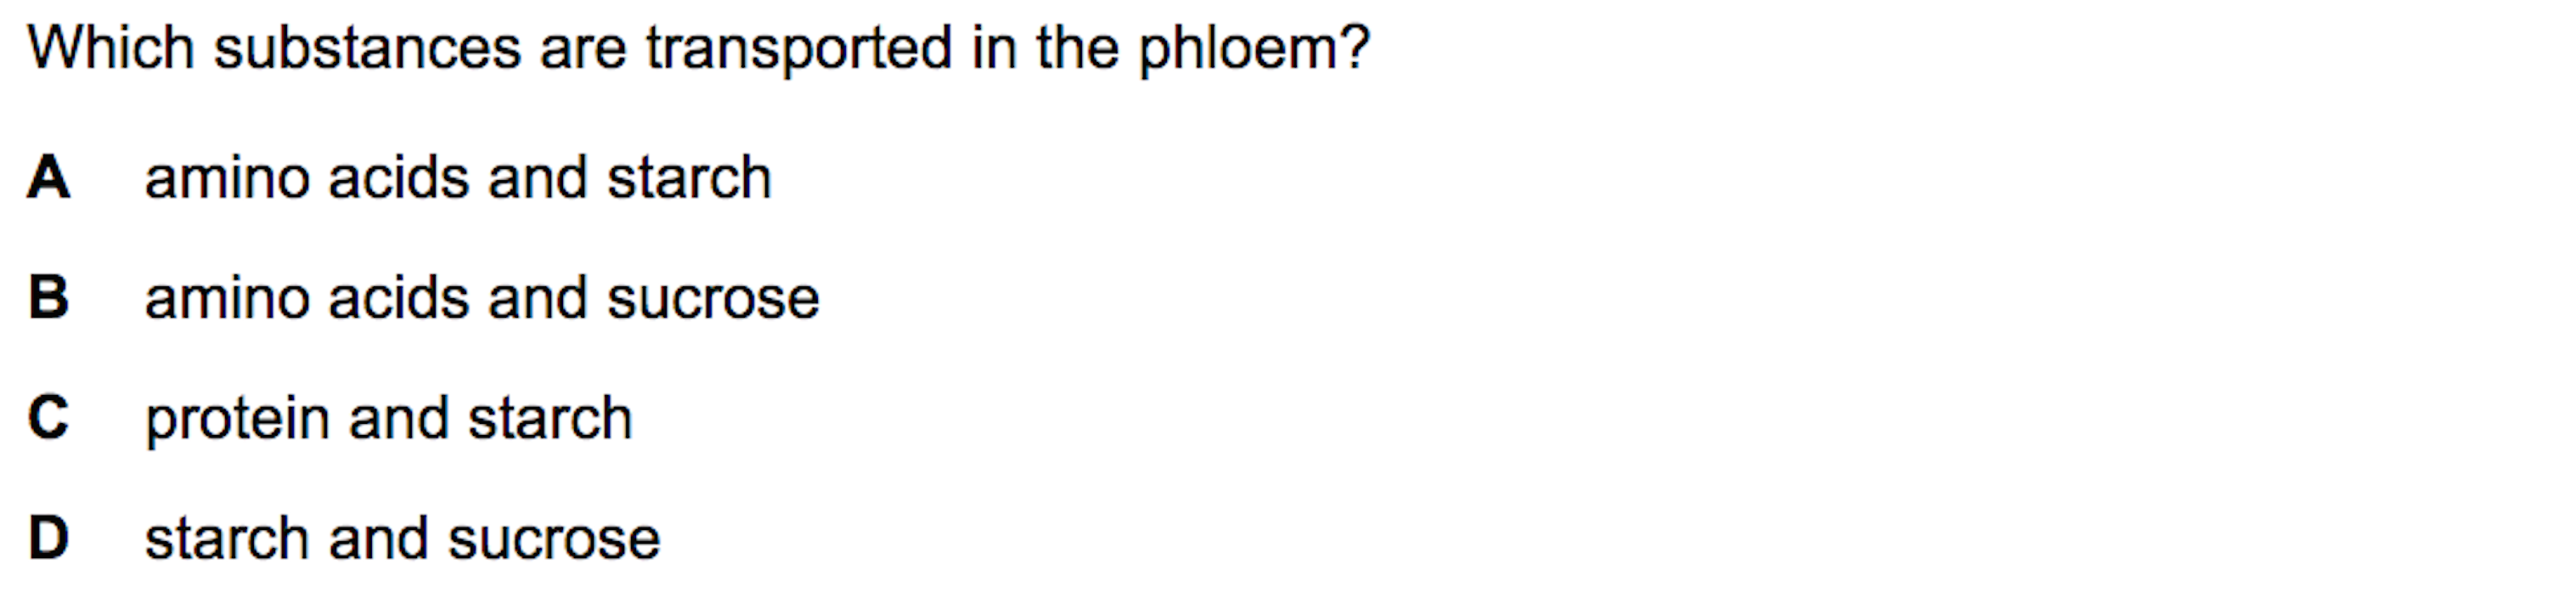 Which substances are transported in the phloem?
A amino acids and starch
B amino acids and sucrose
C protein and starch
D starch and sucrose